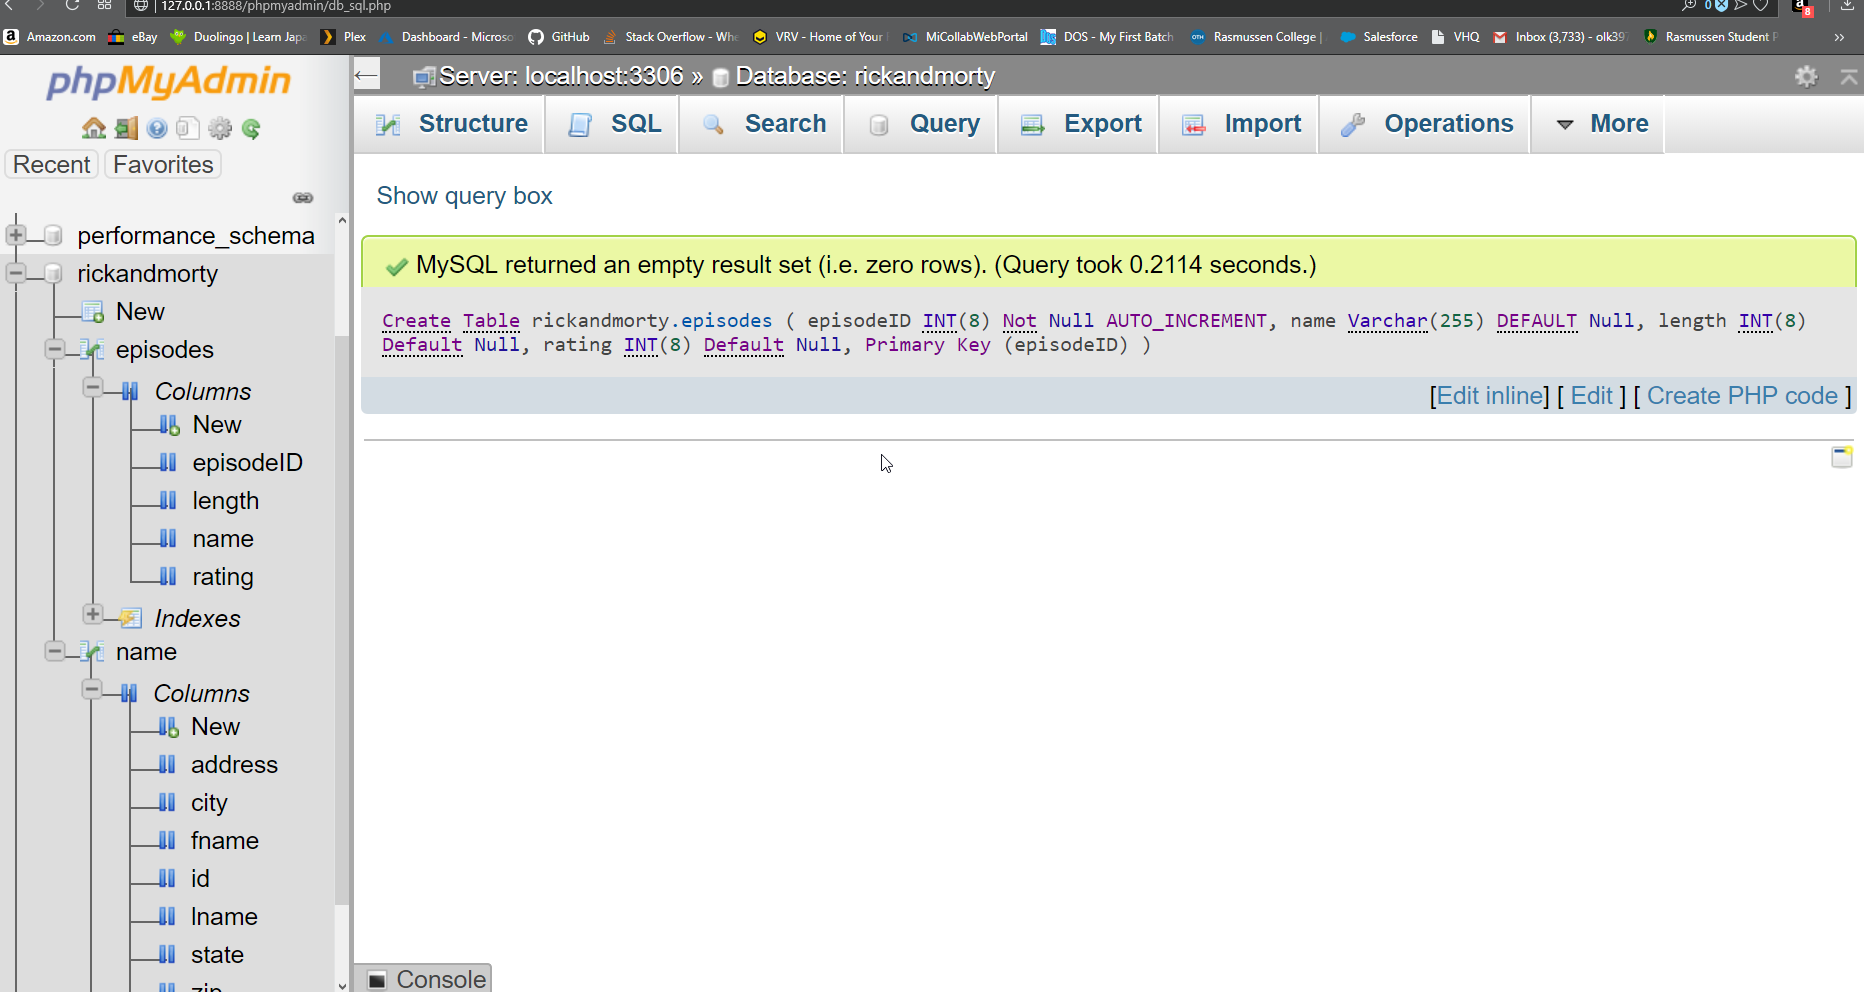 127.0.0.1:8888/phpmyadmin/db_sql.php
0
a
8
a Amazon.com eBay Duolingo | Learn Japa Plex Dashboard - Microso GitHub Stack Overflow - Whe VRV - Home of Your MiCollabWebPortal DOS - My First Batch Rasmussen College | Salesforce VHQ Inbox (3,733) - olk397 Rasmussen Student P »
phpMyAdmin
Server: localhost:3306 » Database: rickandmorty
Structure SQL Search Query Export Import Operations More
Recent Favorites
Show query box
performance_schema
rickandmorty
New
episodes
Columns
New
episodeID
length
name
rating
Indexes
name
Columns
New
address
city
fname
id
lname
state
zip
MySQL returned an empty result set (i.e. zero rows). (Query took 0.2114 seconds.)
Create Table rickandmorty.episodes ( episodeID INT(8) Not Null AUTO_INCREMENT, name Varchar(255) DEFAULT Null, length INT(8)
Default Null, rating INT(8) Default Null, Primary Key (episodeID) )
[Edit inline] [ Edit ] [ Create PHP code ]
Console